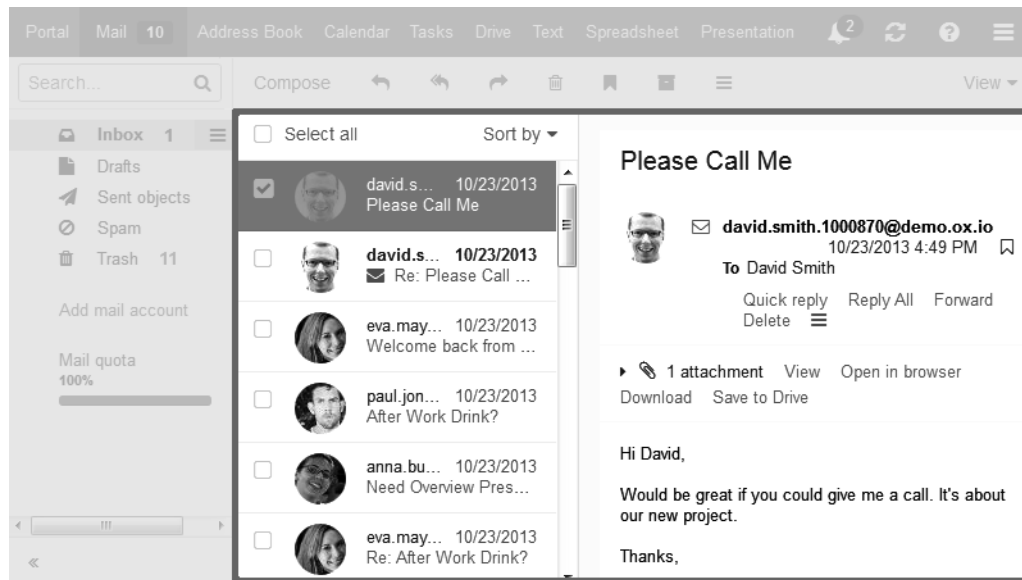 Portal Mail 10 Address Book Calendar Tasks Drive Text Spreadsheet Presentation 2
Search... Compose View
Inbox 1
Drafts
Sent objects
Spam
Trash 11
Add mail account
Mail quota
100%
Select all Sort by
david.s... 10/23/2013
Please Call Me
david.s... 10/23/2013
Re: Please Call ...
eva.may... 10/23/2013
Welcome back from ...
paul.jon... 10/23/2013
After Work Drink?
anna.bu... 10/23/2013
Need Overview Pres...
eva.may... 10/23/2013
Re: After Work Drink?
Please Call Me
david.smith.1000870@demo.ox.io
10/23/2013 4:49 PM
To David Smith
Quick reply Reply All Forward
Delete
1 attachment View Open in browser
Download Save to Drive
Hi David,
Would be great if you could give me a call. It's about
our new project.
Thanks,